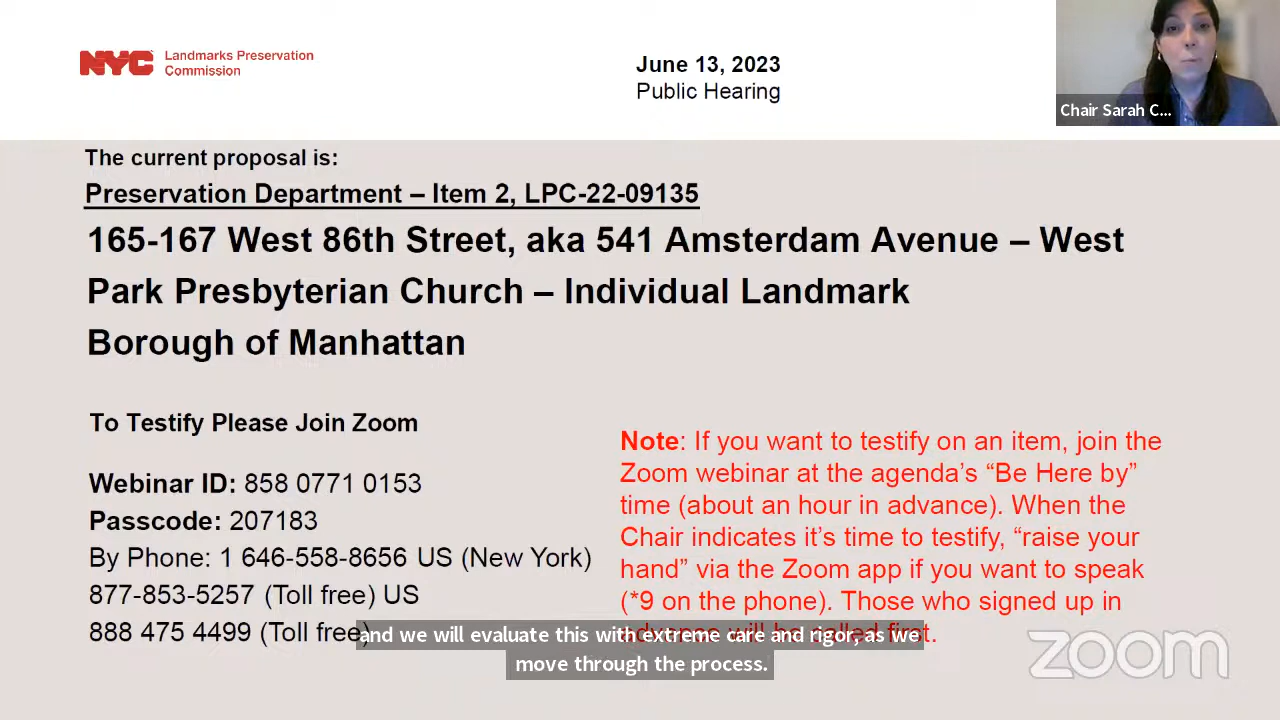 NYC Landmarks Preservation
Commission
June 13, 2023
Public Hearing
Chair Sarah C...
The current proposal is:
Preservation Department – Item 2, LPC-22-09135
165-167 West 86th Street, aka 541 Amsterdam Avenue – West
Park Presbyterian Church – Individual Landmark
Borough of Manhattan
To Testify Please Join Zoom
Webinar ID: 858 0771 0153
Passcode: 207183
By Phone: 1 646-558-8656 US (New York)
877-853-5257 (Toll free) US
888 475 4499 (Toll free)
Note: If you want to testify on an item, join the
Zoom webinar at the agenda’s “Be Here by”
time (about an hour in advance). When the
Chair indicates it’s time to testify, “raise your
hand” via the Zoom app if you want to speak
(*9 on the phone). Those who signed up in
advance will be called first.
and we will evaluate this with extreme care and rigor, as we
move through the process.
zoom